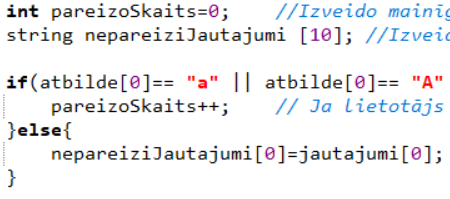 int pareizoSkaits=0; //Izveido mainīg
string nepareiziJautajumi [10]; //Izveid
if(atbilde[0]== "a" || atbilde[0]== "A"
pareizoSkaits++; // Ja lietotājs
}else{
nepareiziJautajumi[0]=jautajumi[0];
}